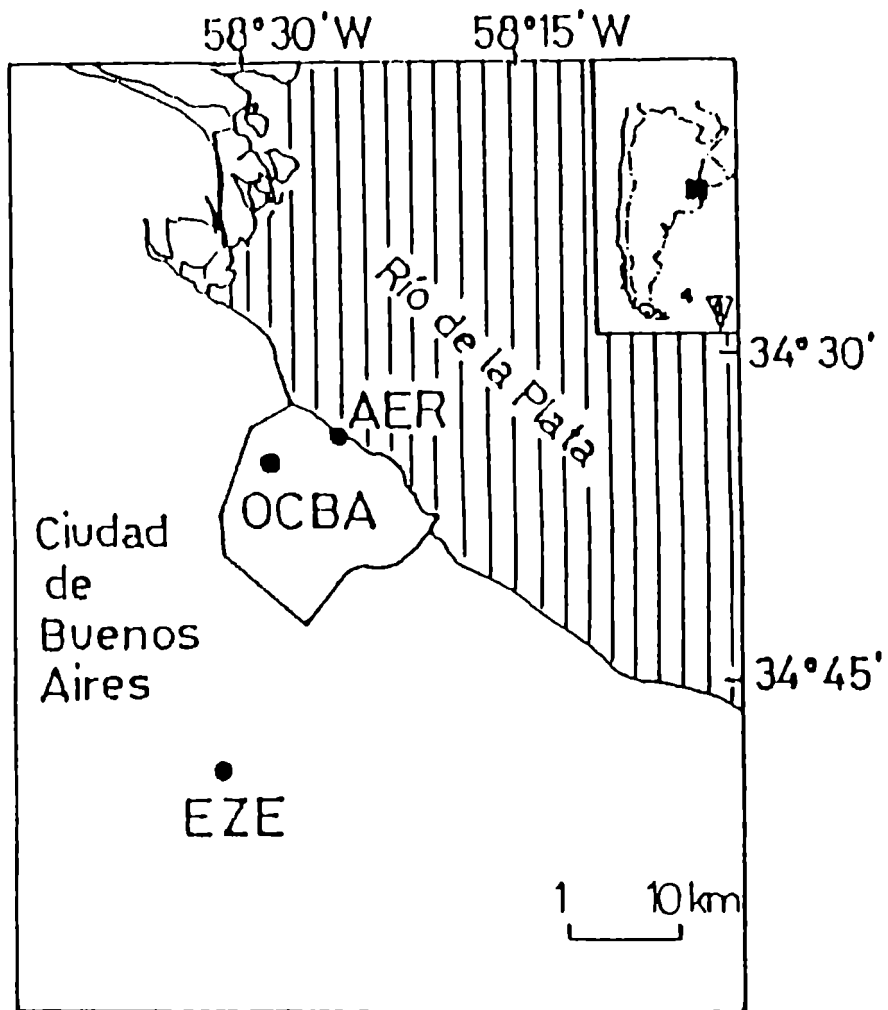 58°30'W 58°15'W
Río de la Plata
34°30'
AER
OCBA
Ciudad
de
Buenos
Aires
34°45'
EZE
1 10 km